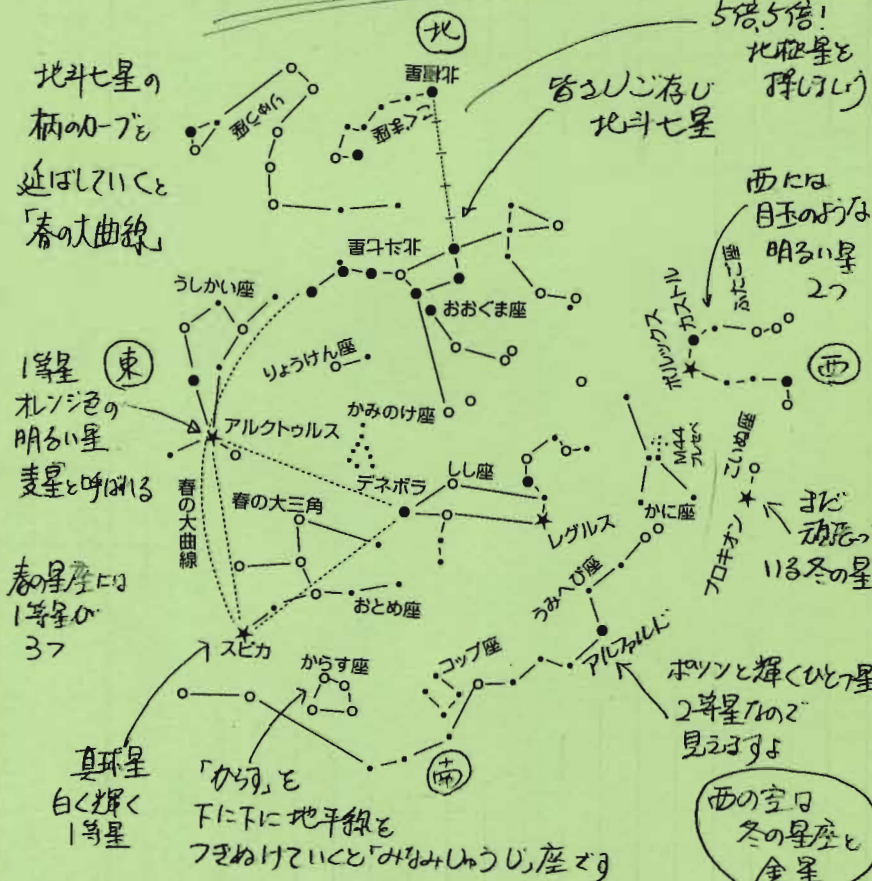 北
5倍、5倍!
北極星を
探しましょう
北斗七星の
柄のカーブを
延ばしていくと
「春の大曲線」
りゅう座
北極星
こぐま座
皆さんご存じ
北斗七星
西には
目玉のような
明るい星
2つ
北斗七星
うしかい座
おおぐま座
りょうけん座
カストル
ポルックス
ふたご座
西
1等星
オレンジ色の
明るい星
麦星と呼ばれる
東
アルクトゥルス
かみのけ座
デネボラ
しし座
レグルス
M44
プレセペ
かに座
こいぬ座
プロキオン
まだ
頑張っ
いる冬の星
春の大曲線
春の大三角
春の星座には
1等星が
3つ
おとめ座
スピカ
うみへび座
アルファルド
からす座
コップ座
ポツンと輝くひとつ星
2等星なので
見えますよ
南
真珠星
白く輝く
1等星
「からす」を
下に下に地平線を
つきぬけていくと「みなみじゅうじ」座です
西の空は
冬の星座と
金星